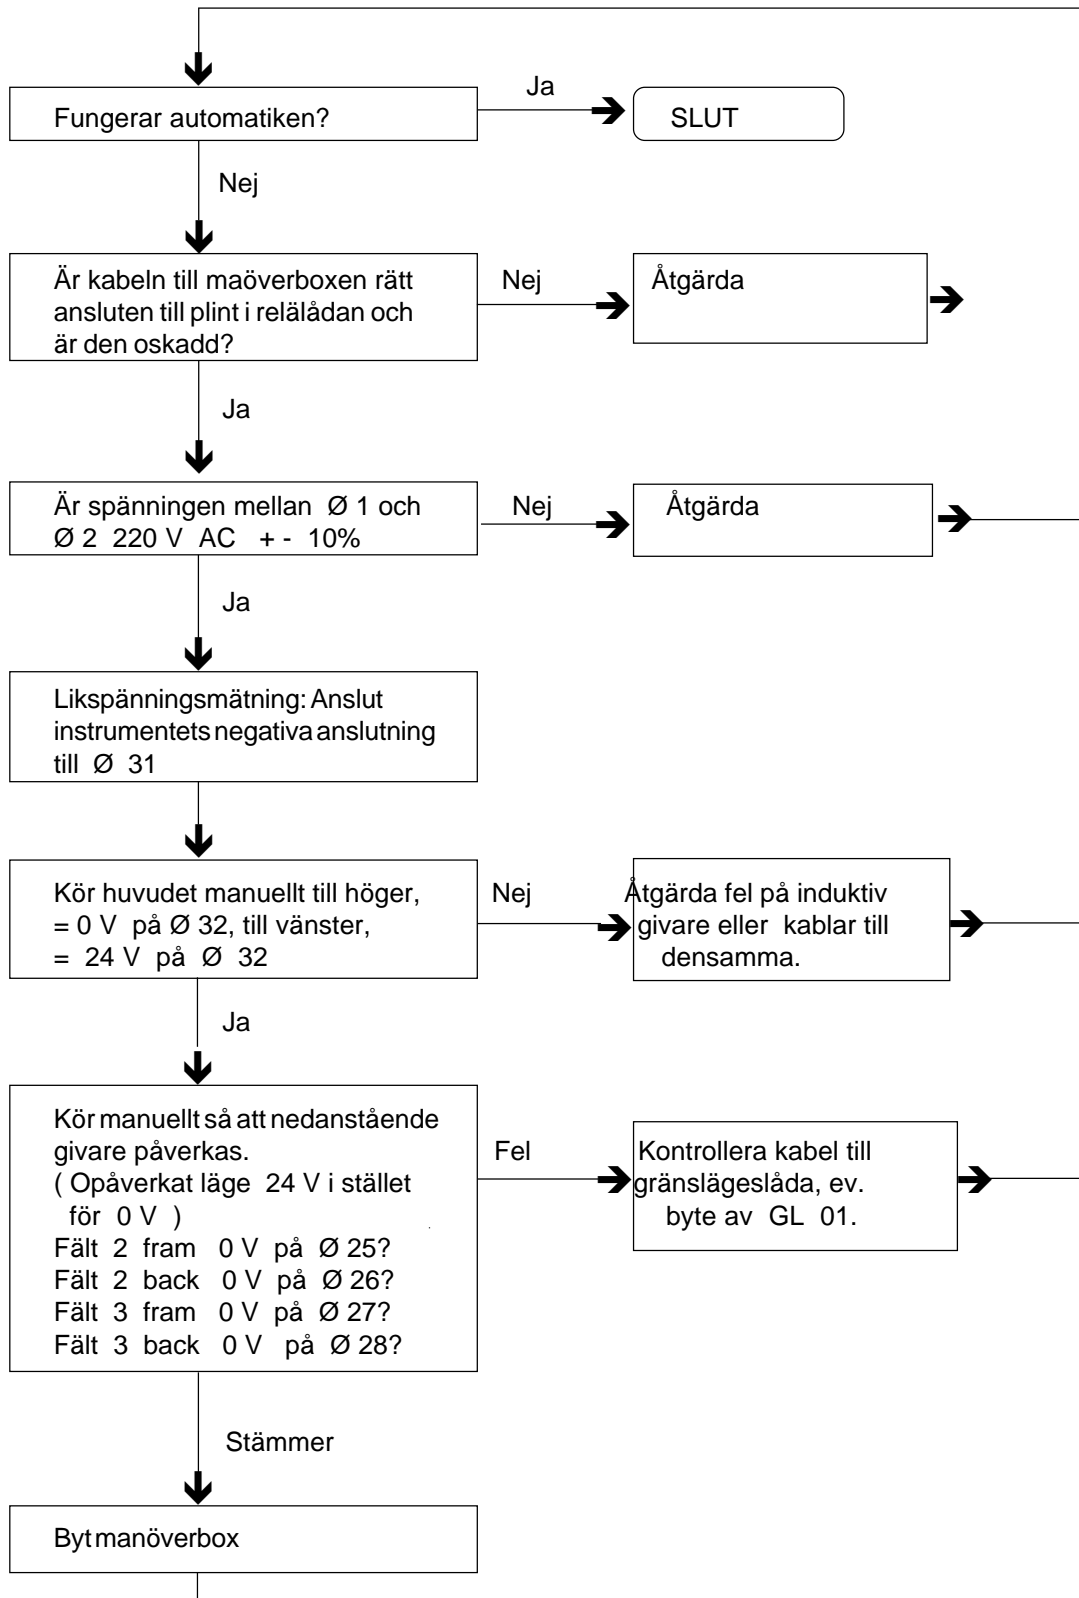 Fungerar automatiken?
Ja
SLUT
Nej
Är kabeln till maöverboxen rätt
ansluten till plint i relälådan och
är den oskadd?
Nej
Åtgärda
Ja
Är spänningen mellan Ø 1 och
Ø 2 220 V AC + - 10%
Nej
Åtgärda
Ja
Likspänningsmätning: Anslut
instrumentets negativa anslutning
till Ø 31
Kör huvudet manuellt till höger,
= 0 V på Ø 32, till vänster,
= 24 V på Ø 32
Nej
Åtgärda fel på induktiv
givare eller kablar till
densamma.
Ja
Kör manuellt så att nedanstående
givare påverkas.
( Opåverkat läge 24 V i stället
för 0 V )
Fält 2 fram 0 V på Ø 25?
Fält 2 back 0 V på Ø 26?
Fält 3 fram 0 V på Ø 27?
Fält 3 back 0 V på Ø 28?
Fel
Kontrollera kabel till
gränslägeslåda, ev.
byte av GL 01.
Stämmer
Byt manöverbox